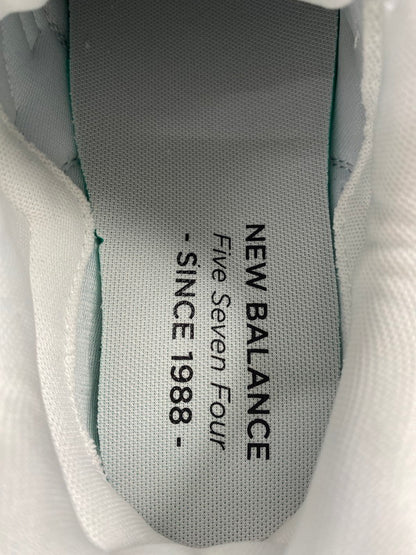 NEW BALANCE
Five Seven Four
- SINCE 1988 -